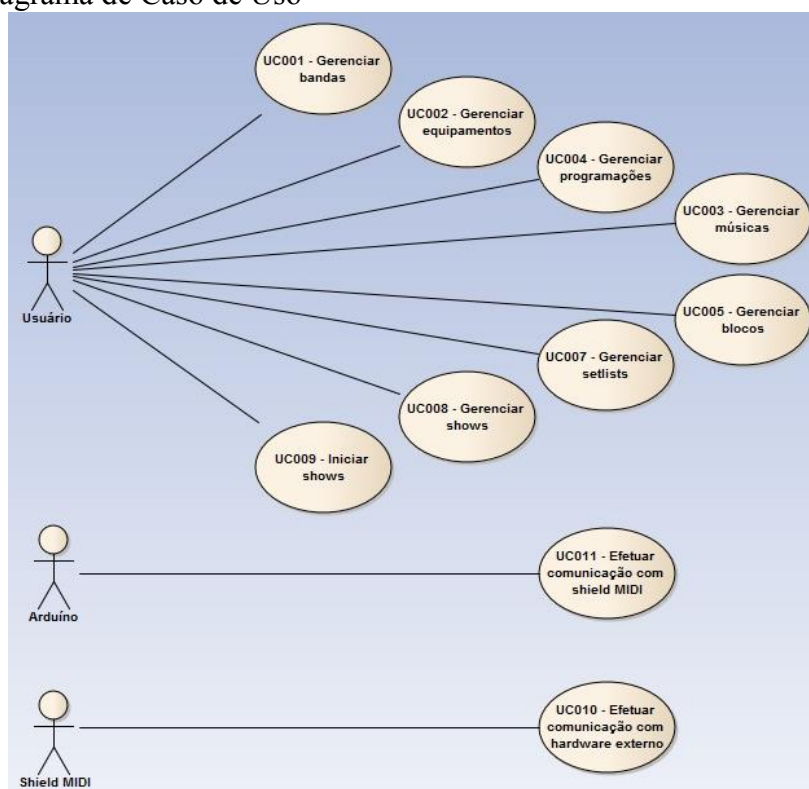 agrama de Caso de Uso
UC001 - Gerenciar
bandas
UC002 - Gerenciar
equipamentos
UC004 - Gerenciar
programações
UC003 - Gerenciar
músicas
Usuário
UC005 - Gerenciar
blocos
UC007 - Gerenciar
setlists
UC008 - Gerenciar
shows
UC009 - Iniciar
shows
UC011 - Efetuar
comunicação com
shield MIDI
Arduíno
UC010 - Efetuar
comunicação com
hardware externo
Shield MIDI